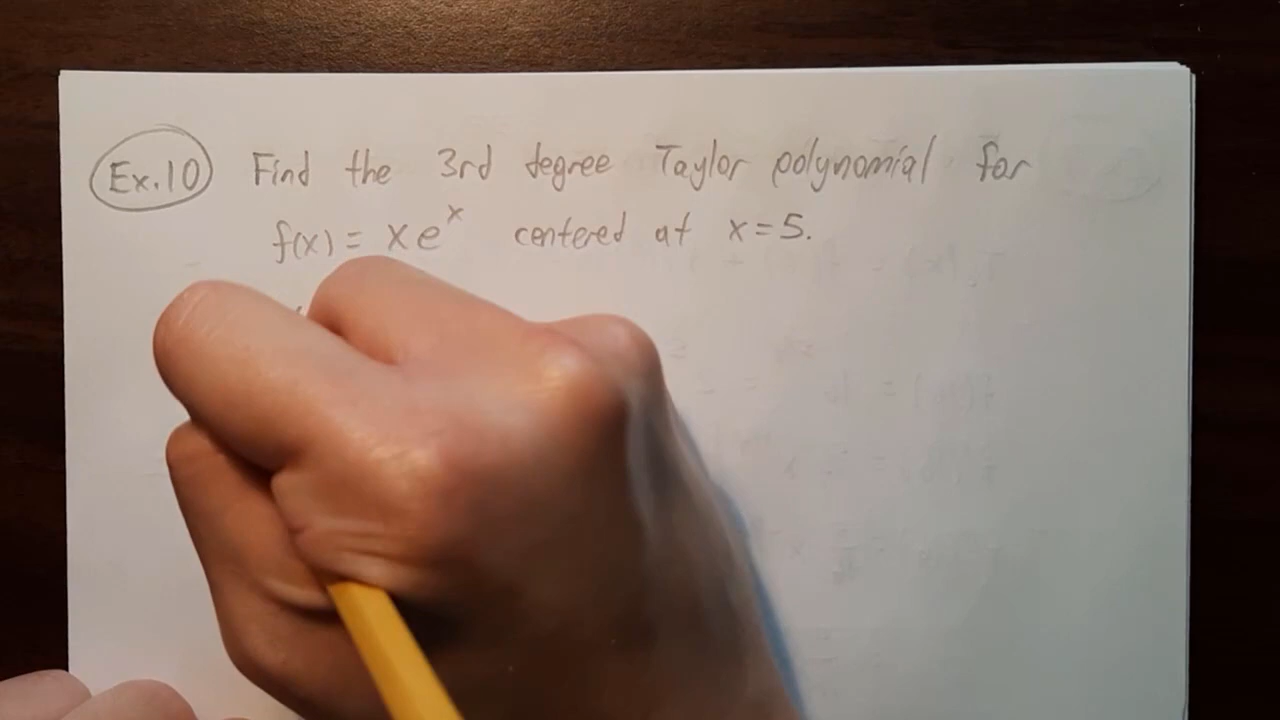 Ex.10 Find the 3rd degree Taylor polynomial for
f(x) = xe^x centered at x=5.